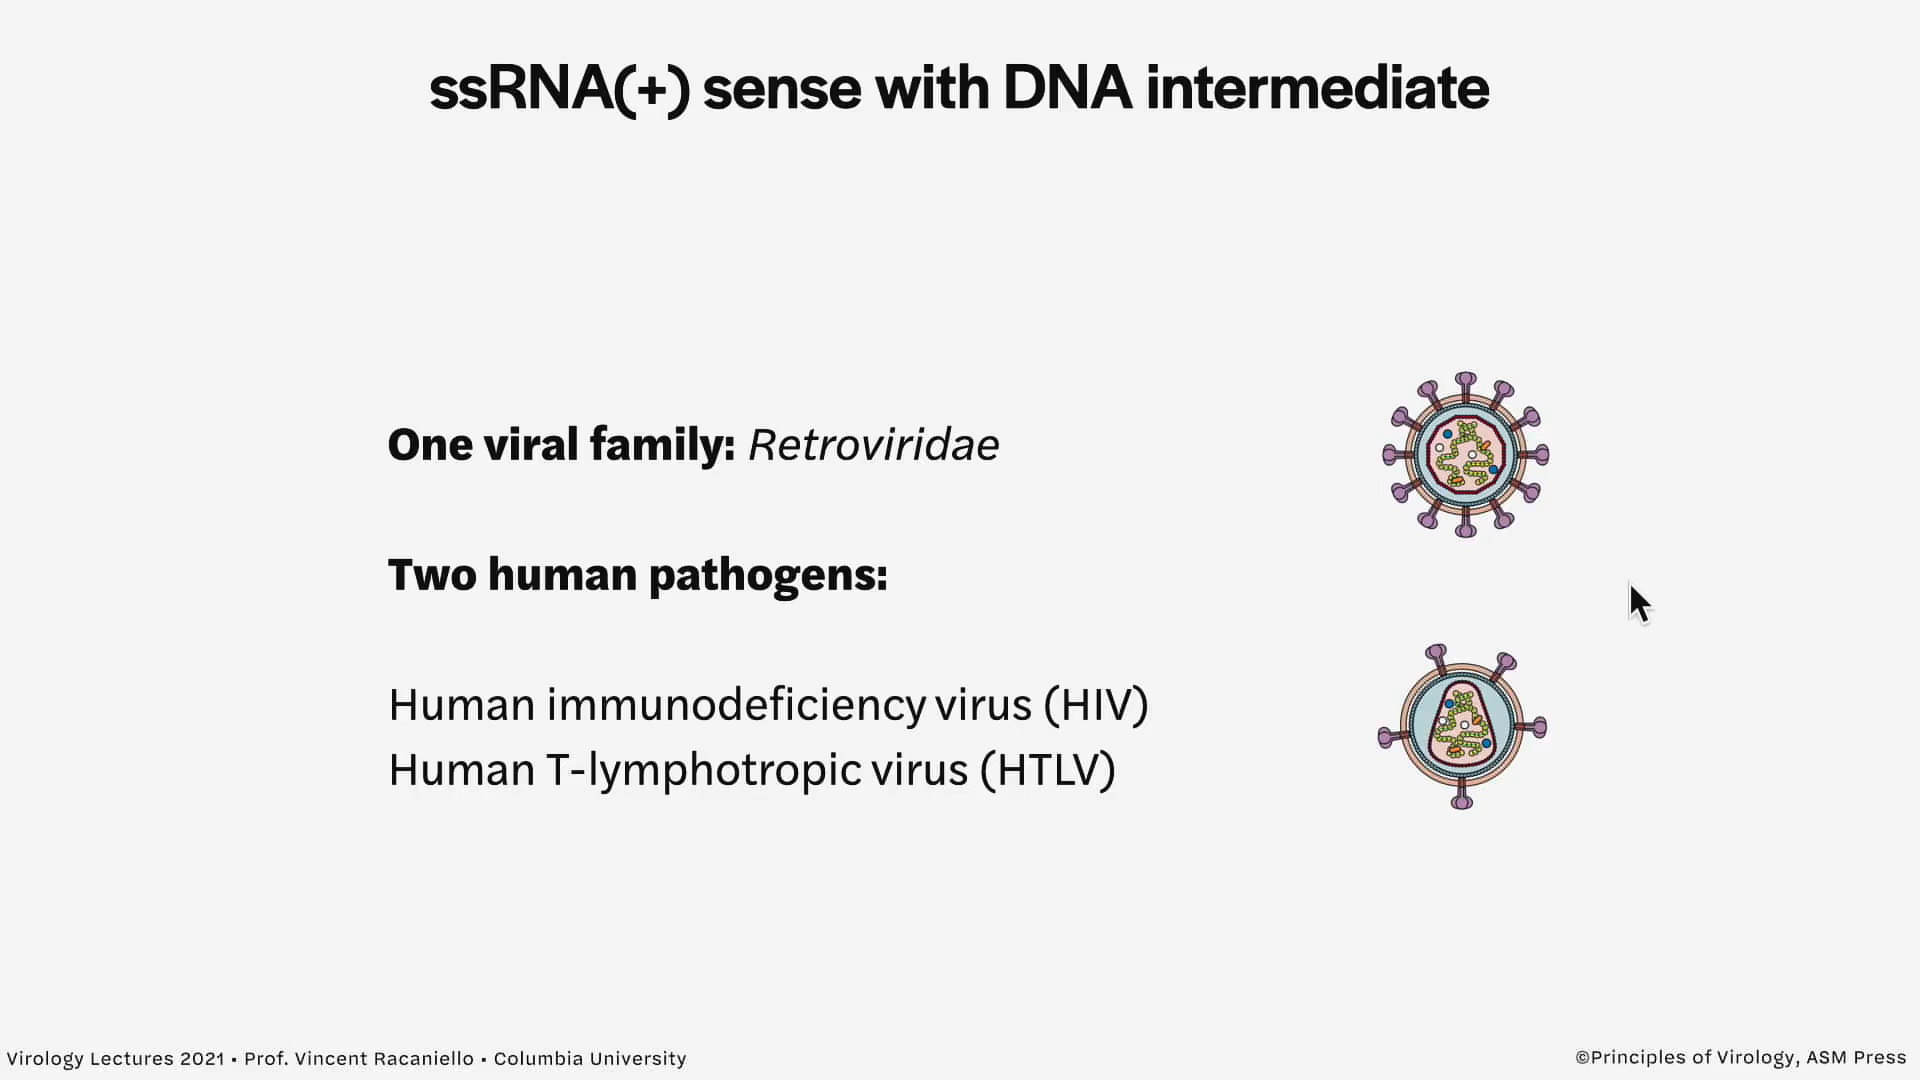 ssRNA(+) sense with DNA intermediate
One viral family: Retroviridae
Two human pathogens:
Human immunodeficiency virus (HIV)
Human T-lymphotropic virus (HTLV)
Virology Lectures 2021 • Prof. Vincent Racaniello • Columbia University
©Principles of Virology, ASM Press